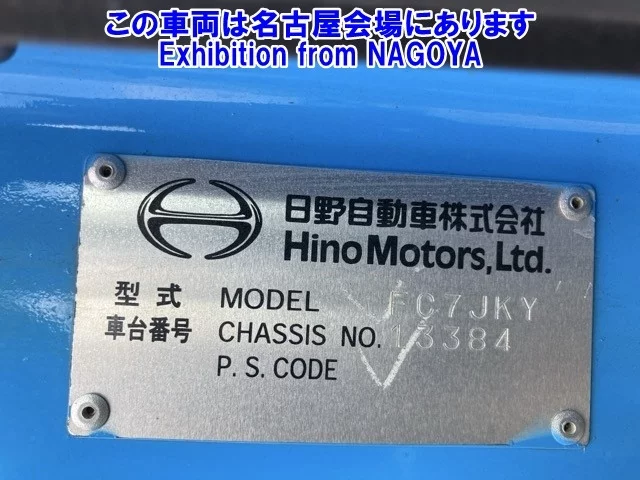 この車両は名古屋会場にあります
Exhibition from NAGOYA
日野自動車株式会社
Hino Motors, Ltd.
型式 MODEL FC7JKY
車台番号 CHASSIS NO. 13384
P. S. CODE